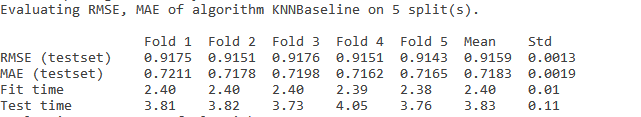 Evaluating RMSE, MAE of algorithm KNNBaseline on 5 split(s).
Fold 1 Fold 2 Fold 3 Fold 4 Fold 5 Mean Std
RMSE (testset) 0.9175 0.9151 0.9176 0.9151 0.9143 0.9159 0.0013
MAE (testset) 0.7211 0.7178 0.7198 0.7162 0.7165 0.7183 0.0019
Fit time 2.40 2.40 2.40 2.39 2.38 2.40 0.01
Test time 3.81 3.82 3.73 4.05 3.76 3.83 0.11